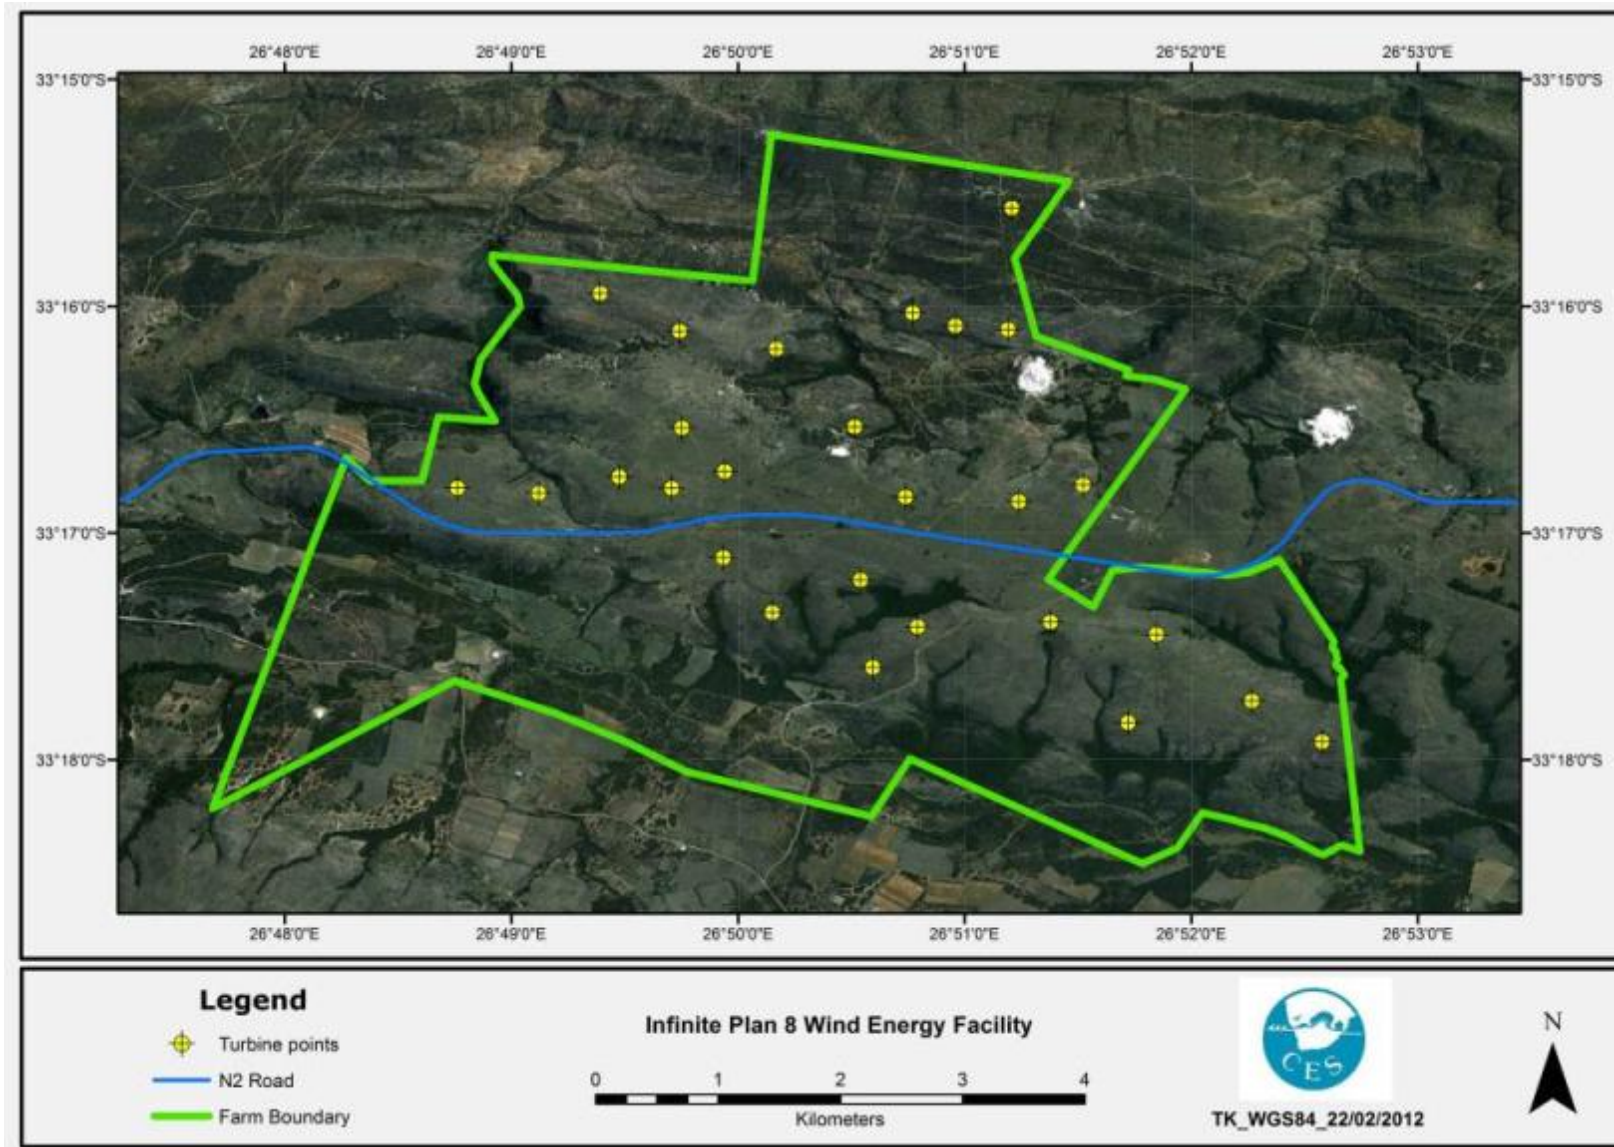 26°48'0"E 26°49'0"E 26°50'0"E 26°51'0"E 26°52'0"E 26°53'0"E
33°15'0"S 33°15'0"S
33°16'0"S 33°16'0"S
33°17'0"S 33°17'0"S
33°18'0"S 33°18'0"S
26°48'0"E 26°49'0"E 26°50'0"E 26°51'0"E 26°52'0"E 26°53'0"E
Legend
Turbine points
N2 Road
Farm Boundary
Infinite Plan 8 Wind Energy Facility
0 1 2 3 4
Kilometers
CES
TK_WGS84_22/02/2012
N